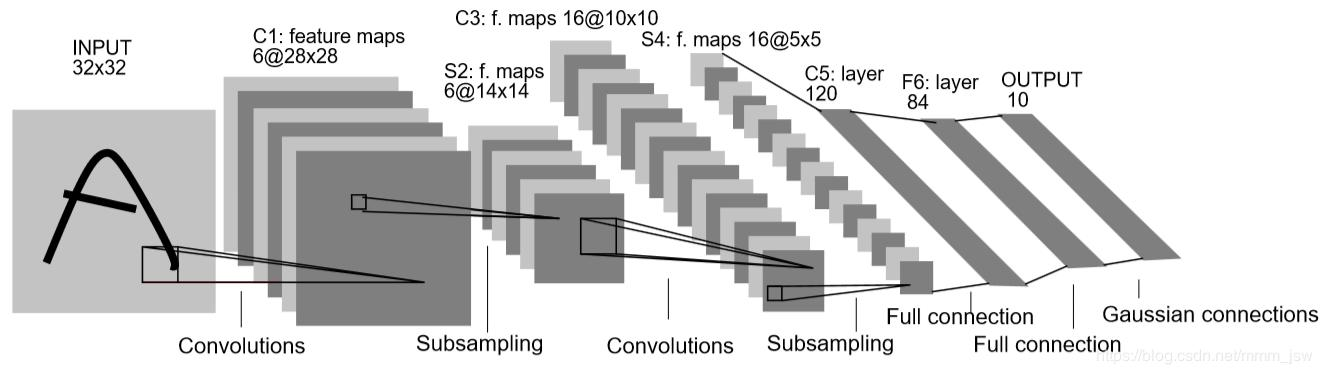 INPUT
32x32
C1: feature maps
6@28x28
S2: f. maps
6@14x14
C3: f. maps 16@10x10
S4: f. maps 16@5x5
C5: layer
120
F6: layer
84
OUTPUT
10
Convolutions
Subsampling
Convolutions
Subsampling
Full connection
Full connection
Gaussian connections
https://blog.csdn.net/mmm_jsw